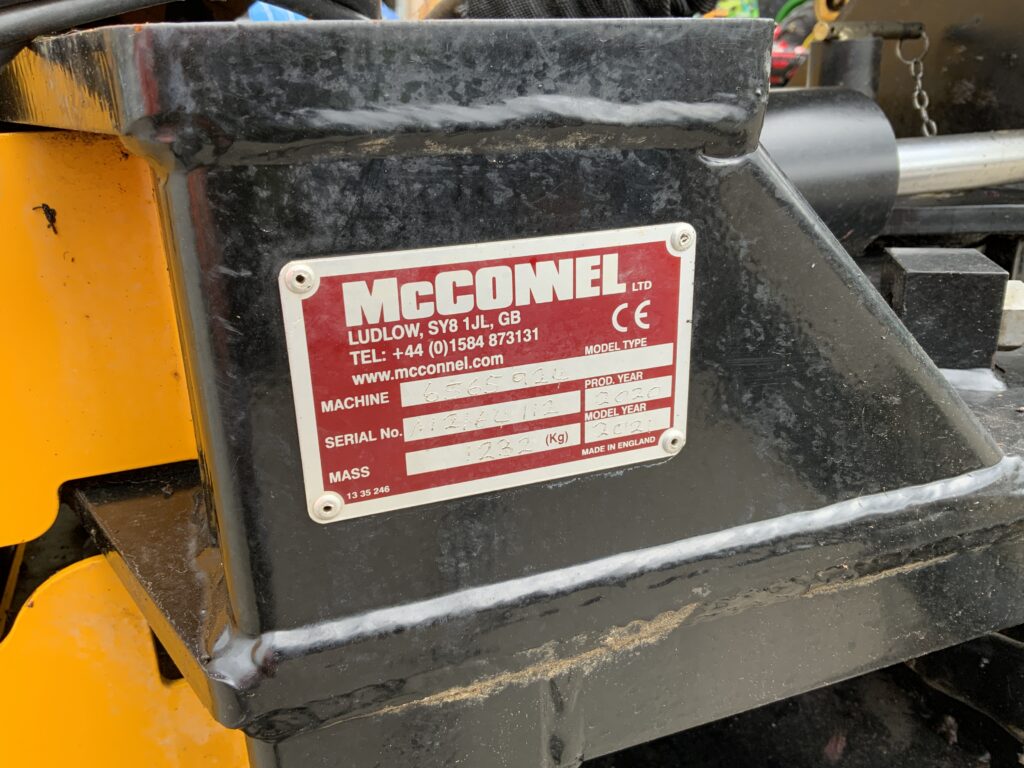 McCONNEL LTD
LUDLOW, SY8 1JL, GB
TEL: +44 (0)1584 873131
www.mcconnel.com
CE
MODEL TYPE
MACHINE
PROD. YEAR
2020
SERIAL No.
MODEL YEAR
2021
MASS 1232 (Kg)
MADE IN ENGLAND
13 35 246